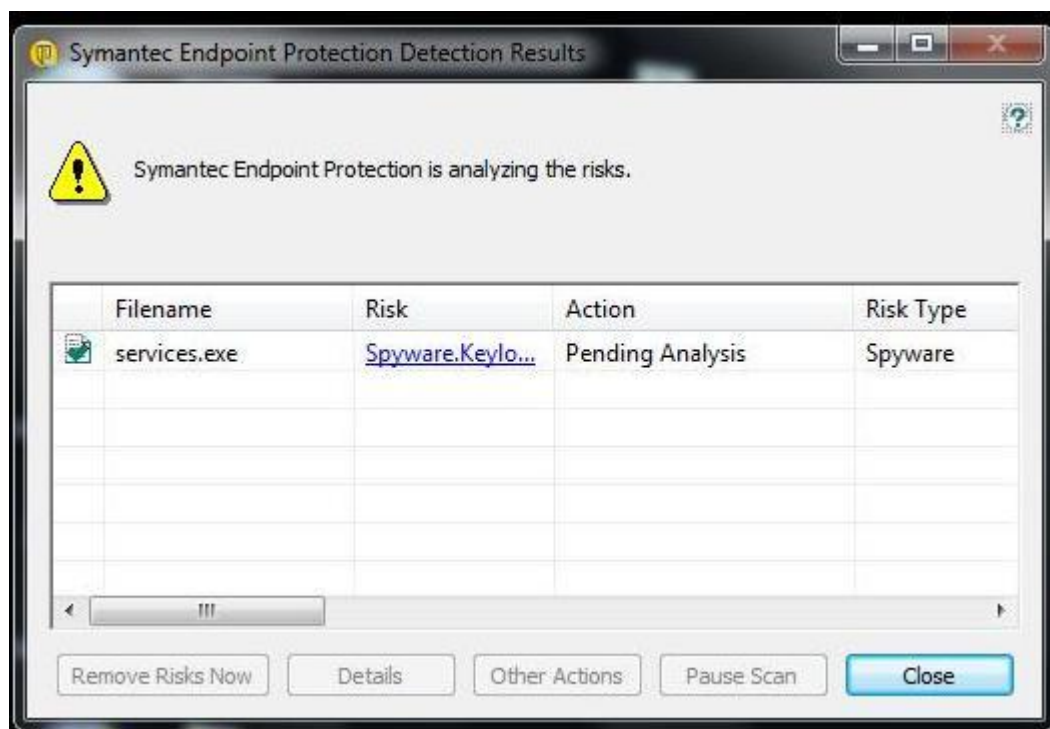 Symantec Endpoint Protection Detection Results
Symantec Endpoint Protection is analyzing the risks.
Filename Risk Action Risk Type
services.exe Spyware.Keylo... Pending Analysis Spyware
Remove Risks Now Details Other Actions Pause Scan Close